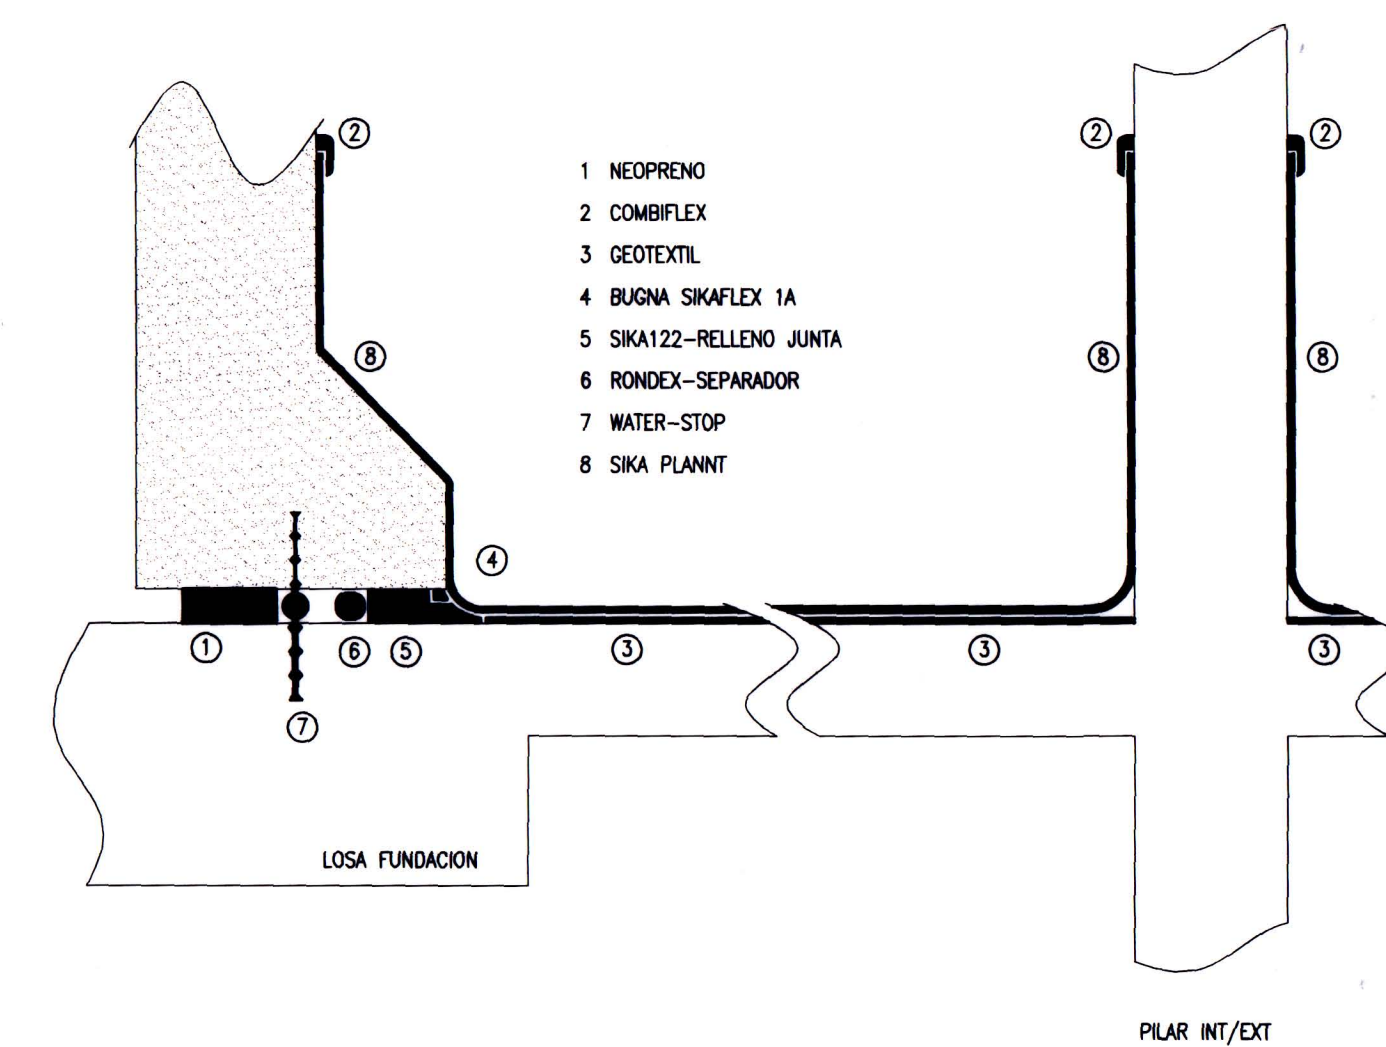 2
2
2
1 NEOPRENO
2 COMBIFLEX
3 GEOTEXTIL
4 BUGNA SIKAFLEX 1A
5 SIKA122-RELLENO JUNTA
6 RONDEX-SEPARADOR
7 WATER-STOP
8 SIKA PLANNT
8
8
8
4
1
6
5
3
3
3
7
LOSA FUNDACION
PILAR INT/EXT